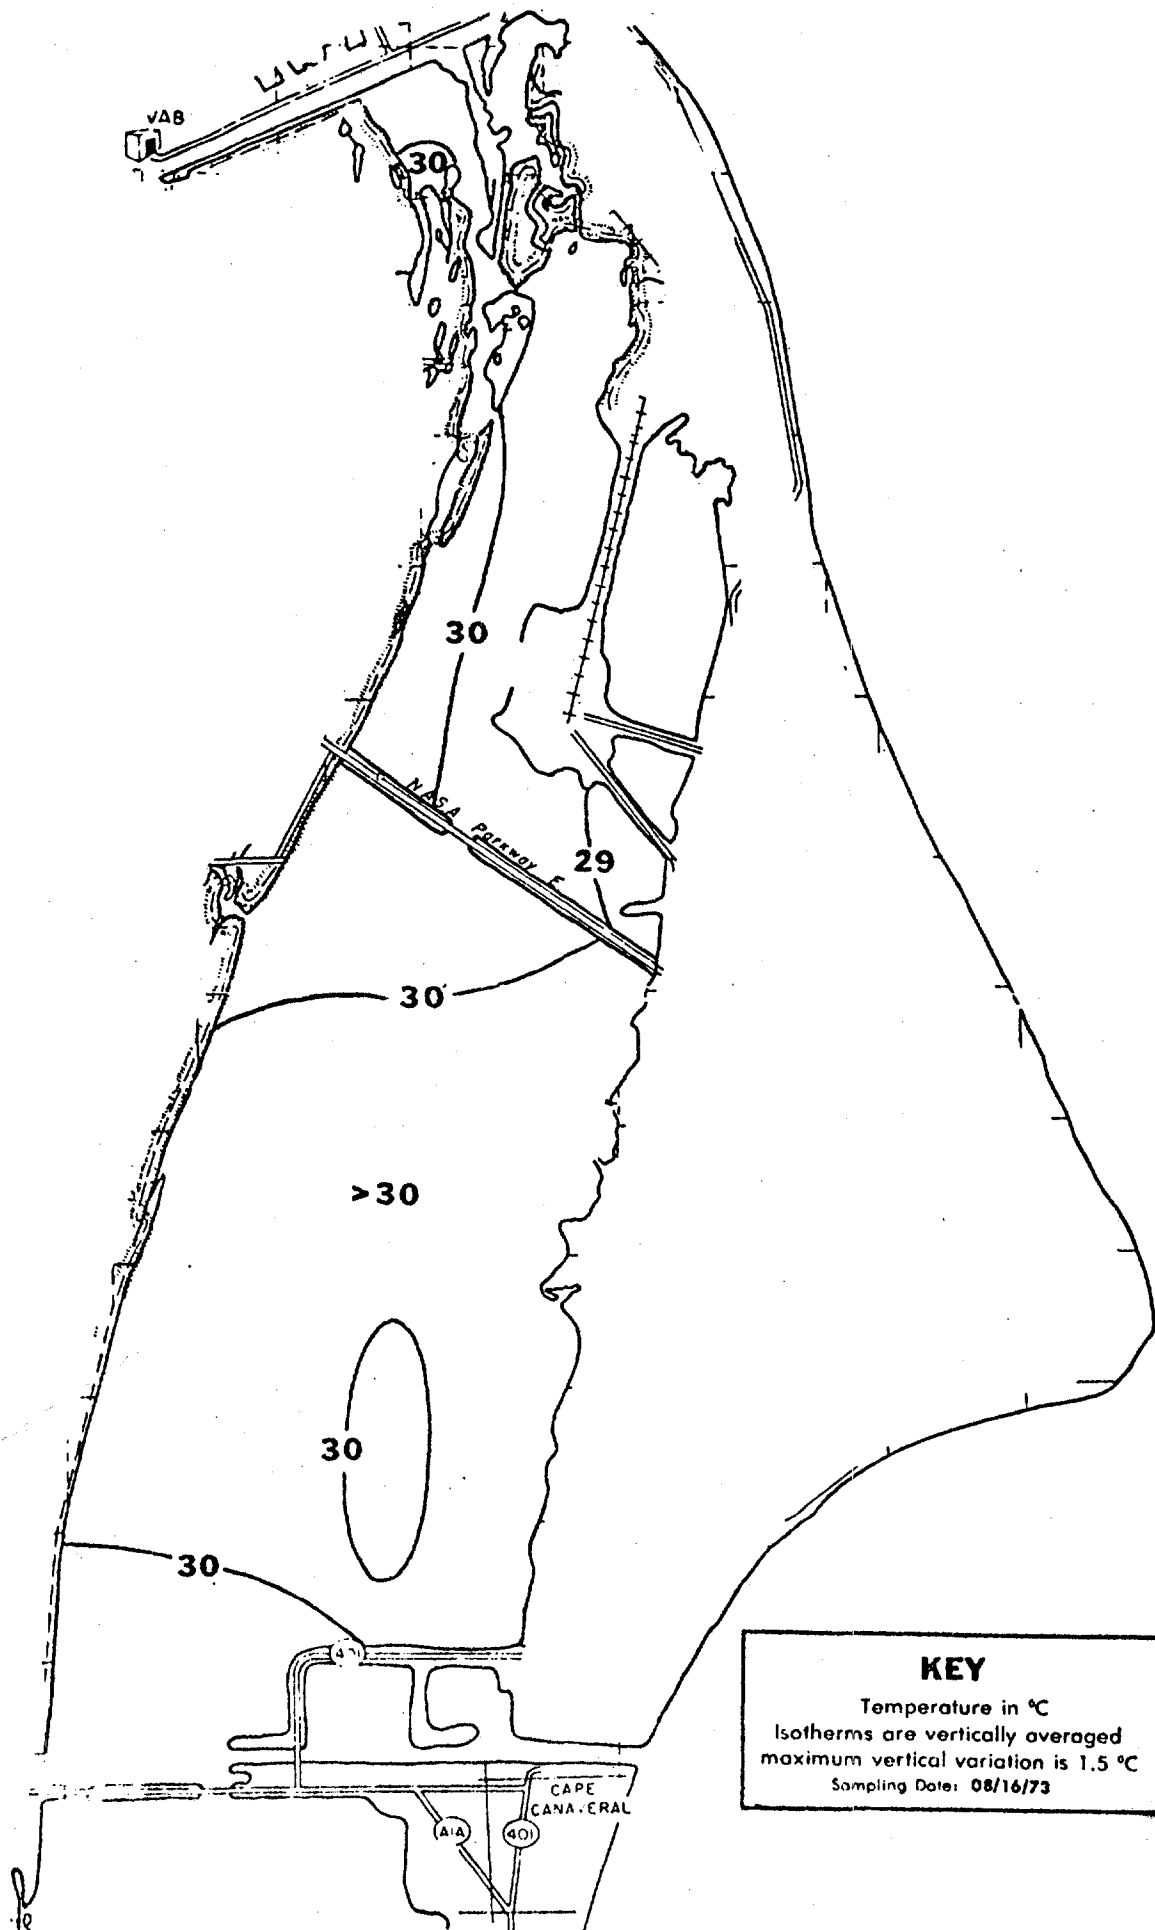 VAB
30
30
NASA Parkway E
29
30
>30
30
30
401
KEY
Temperature in °C
Isotherms are vertically averaged
maximum vertical variation is 1.5 °C
Sampling Date: 08/16/73
CAPE
CANAVERAL
A1A
401